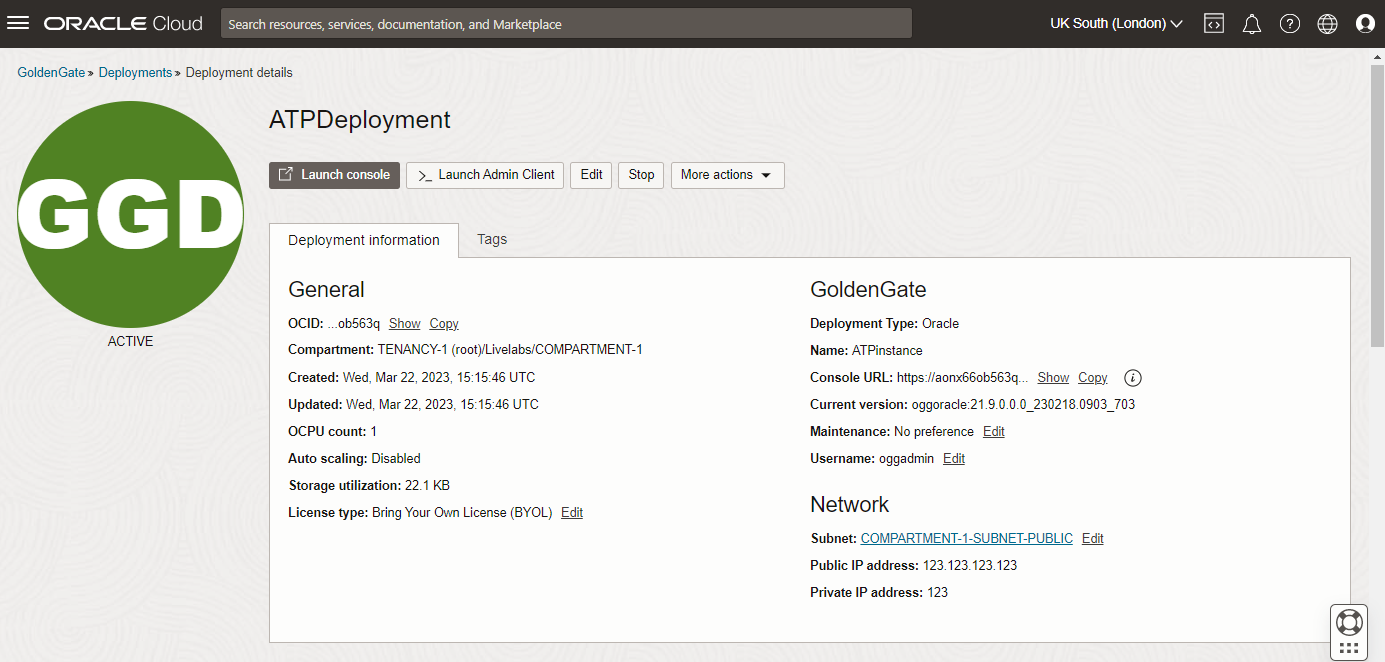 ORACLE Cloud
Search resources, services, documentation, and Marketplace
UK South (London)
GoldenGate » Deployments » Deployment details
GGD
ACTIVE
ATPDeployment
Launch console
Launch Admin Client
Edit
Stop
More actions
Deployment information
Tags
General
OCID: ...ob563q Show Copy
Compartment: TENANCY-1 (root)/Livelabs/COMPARTMENT-1
Created: Wed, Mar 22, 2023, 15:15:46 UTC
Updated: Wed, Mar 22, 2023, 15:15:46 UTC
OCPU count: 1
Auto scaling: Disabled
Storage utilization: 22.1 KB
License type: Bring Your Own License (BYOL) Edit
GoldenGate
Deployment Type: Oracle
Name: ATPinstance
Console URL: https://aonx66ob563q... Show Copy
Current version: oggoracle:21.9.0.0.0_230218.0903_703
Maintenance: No preference Edit
Username: oggadmin Edit
Network
Subnet: COMPARTMENT-1-SUBNET-PUBLIC Edit
Public IP address: 123.123.123.123
Private IP address: 123